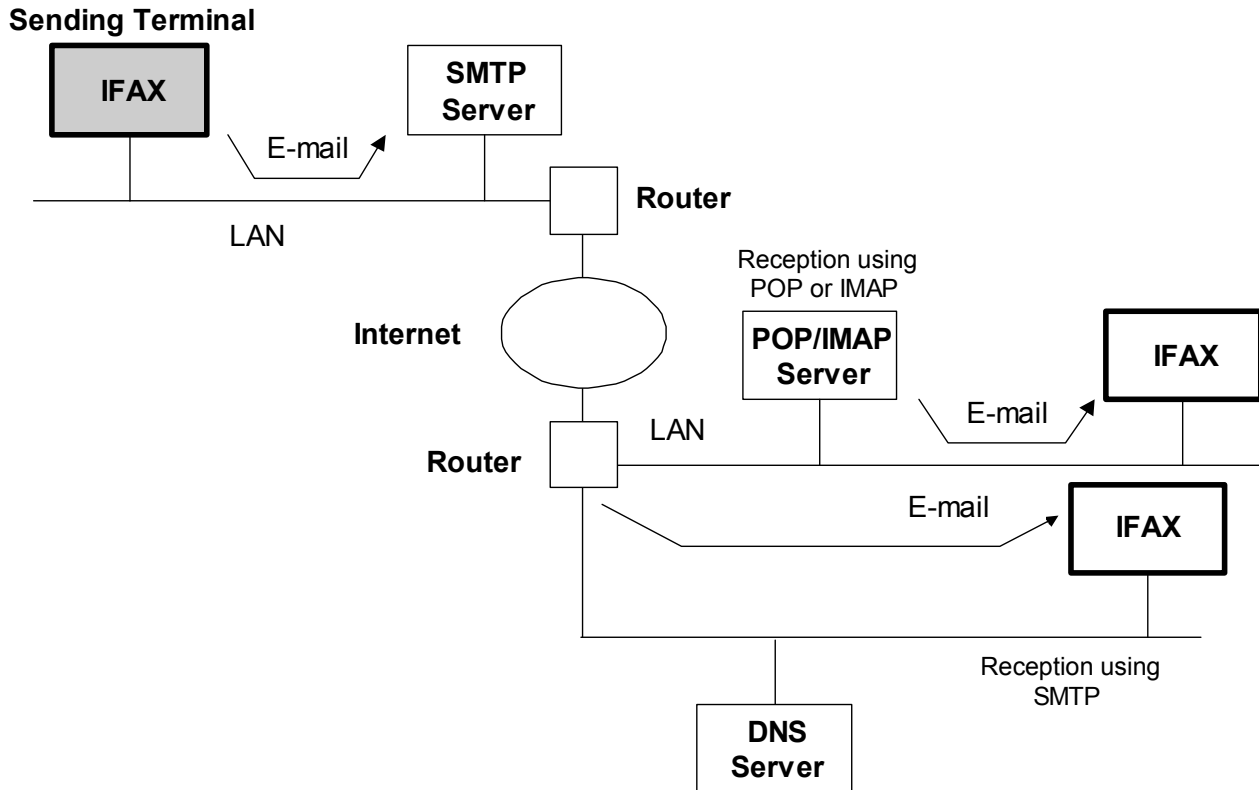 Sending Terminal
IFAX
SMTP
Server
E-mail
Router
LAN
Reception using
POP or IMAP
Internet
POP/IMAP
Server
IFAX
E-mail
LAN
Router
E-mail
IFAX
Reception using
SMTP
DNS
Server